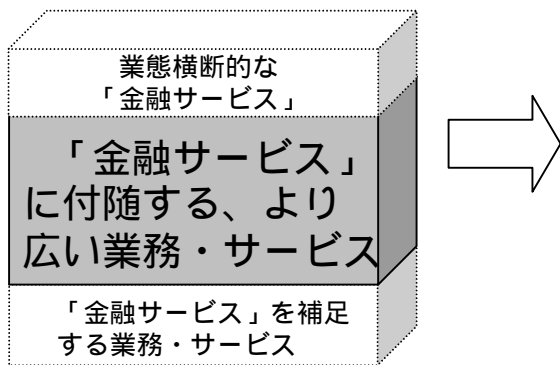 業態横断的な
「金融サービス」
「金融サービス」
に付随する、より
広い業務・サービス
「金融サービス」を補足
する業務・サービス